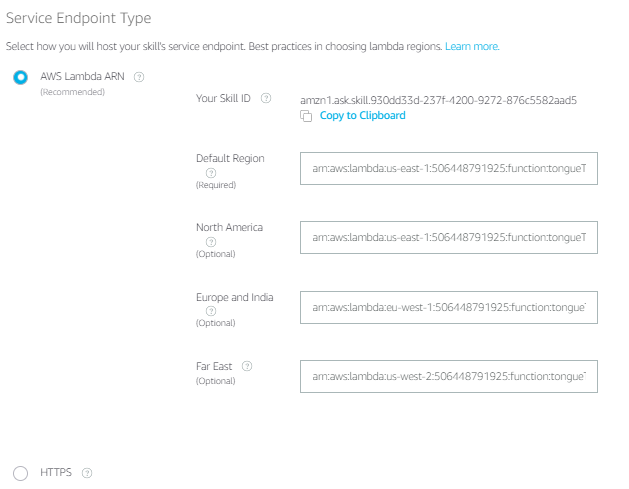 Service Endpoint Type
Select how you will host your skill's service endpoint. Best practices in choosing lambda regions. Learn more.
AWS Lambda ARN
(Recommended)
Your Skill ID
amzn1.ask.skill.930dd33d-237f-4200-9272-876c5582aad5
Copy to Clipboard
Default Region
(Required)
arn:aws:lambda:us-east-1:506448791925:function:tongueT
North America
(Optional)
arn:aws:lambda:us-east-1:506448791925:function:tongueT
Europe and India
(Optional)
arn:aws:lambda:eu-west-1:506448791925:function:tongue
Far East
(Optional)
arn:aws:lambda:us-west-2:506448791925:function:tongue
HTTPS